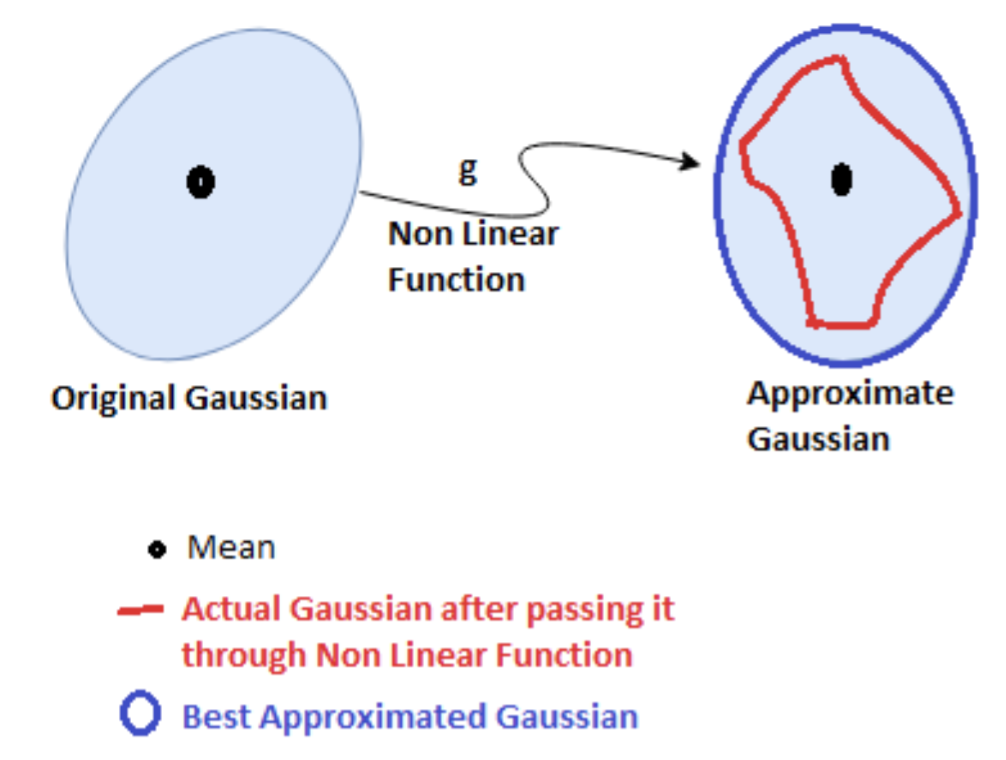 g
Non Linear
Function
Original Gaussian
Approximate
Gaussian
Mean
Actual Gaussian after passing it
through Non Linear Function
Best Approximated Gaussian